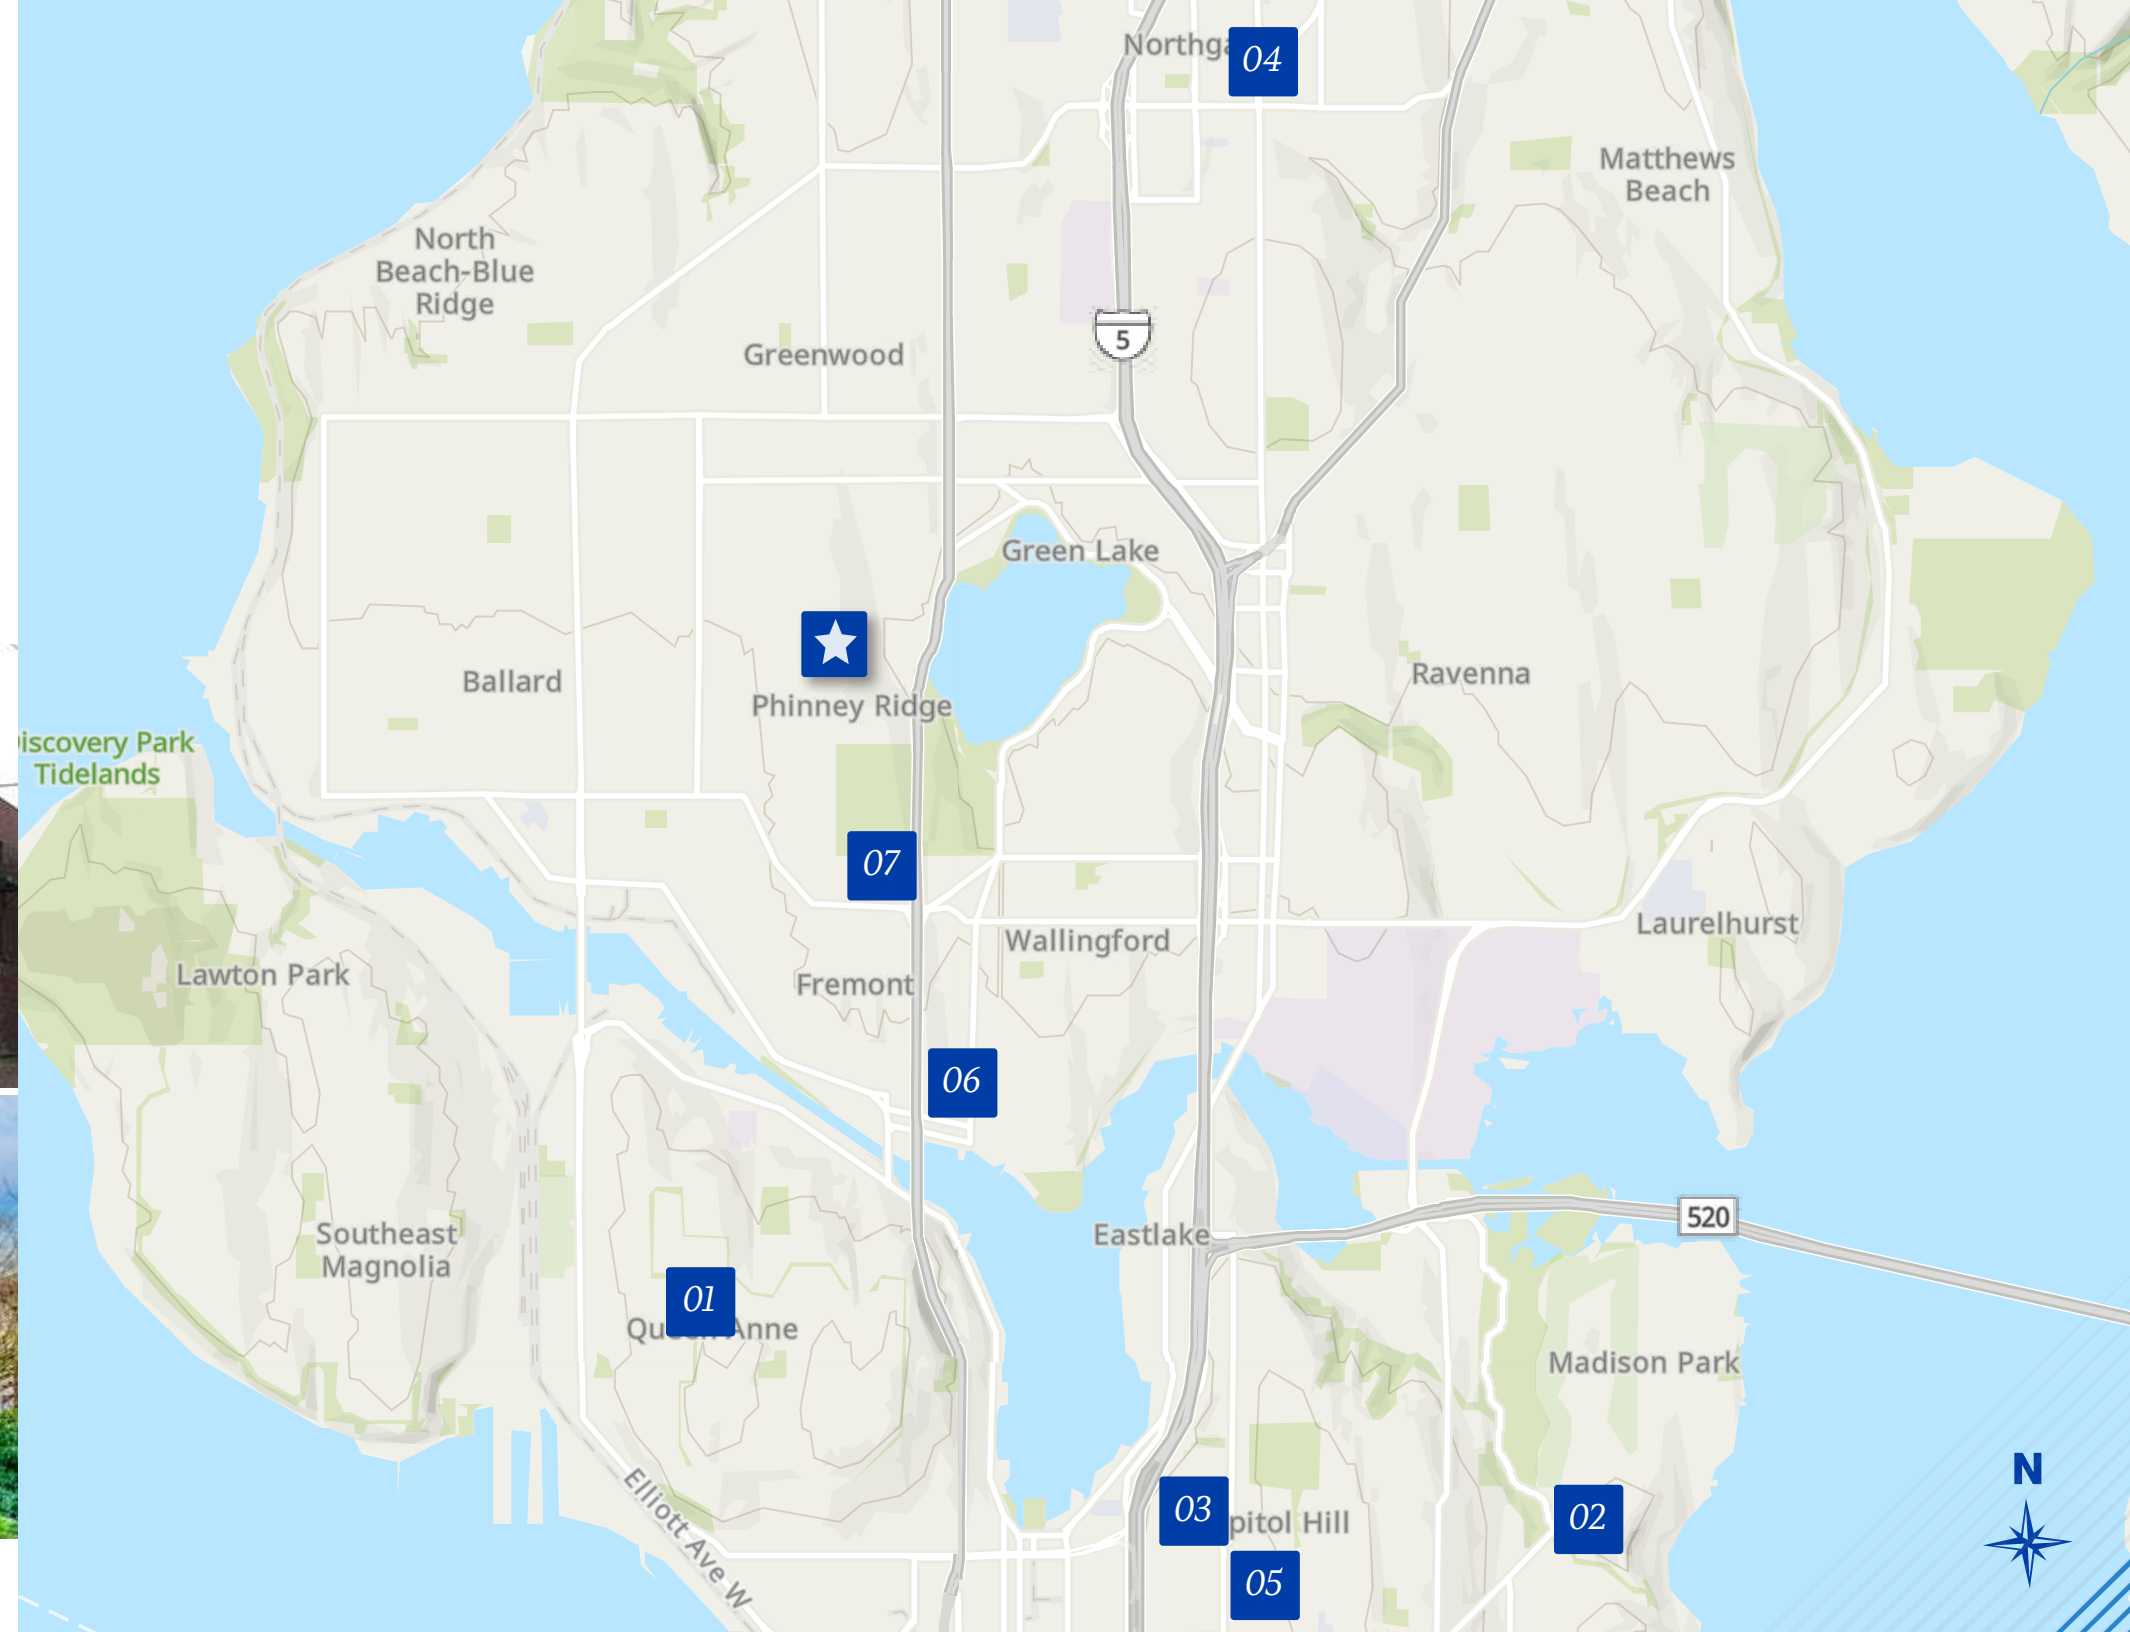 Northga
04
Matthews
Beach
North
Beach-Blue
Ridge
5
Greenwood
Green Lake
Ravenna
Ballard
Phinney Ridge
iscovery Park
Tidelands
07
Laurelhurst
Wallingford
Lawton Park
Fremont
06
520
Southeast
Magnolia
Eastlake
01
Qu Anne
Madison Park
N
Elliott Ave W
03
pitol Hill
02
05